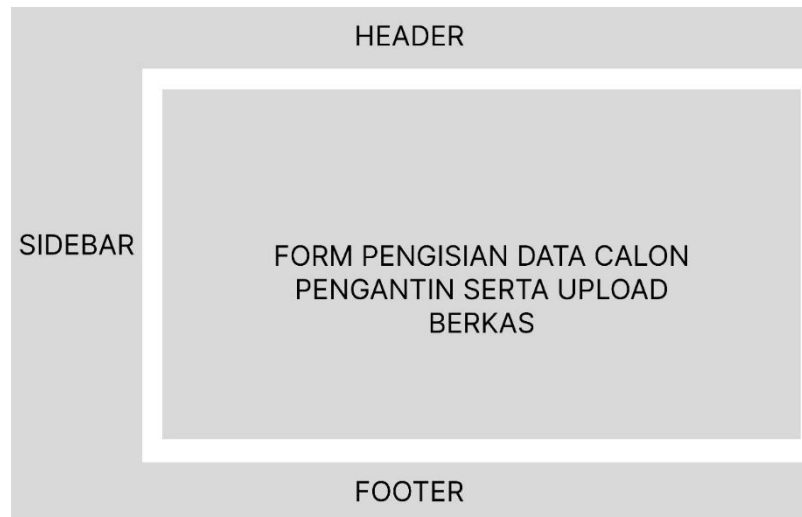 HEADER
SIDEBAR
FORM PENGISIAN DATA CALON
PENGANTIN SERTA UPLOAD
BERKAS
FOOTER